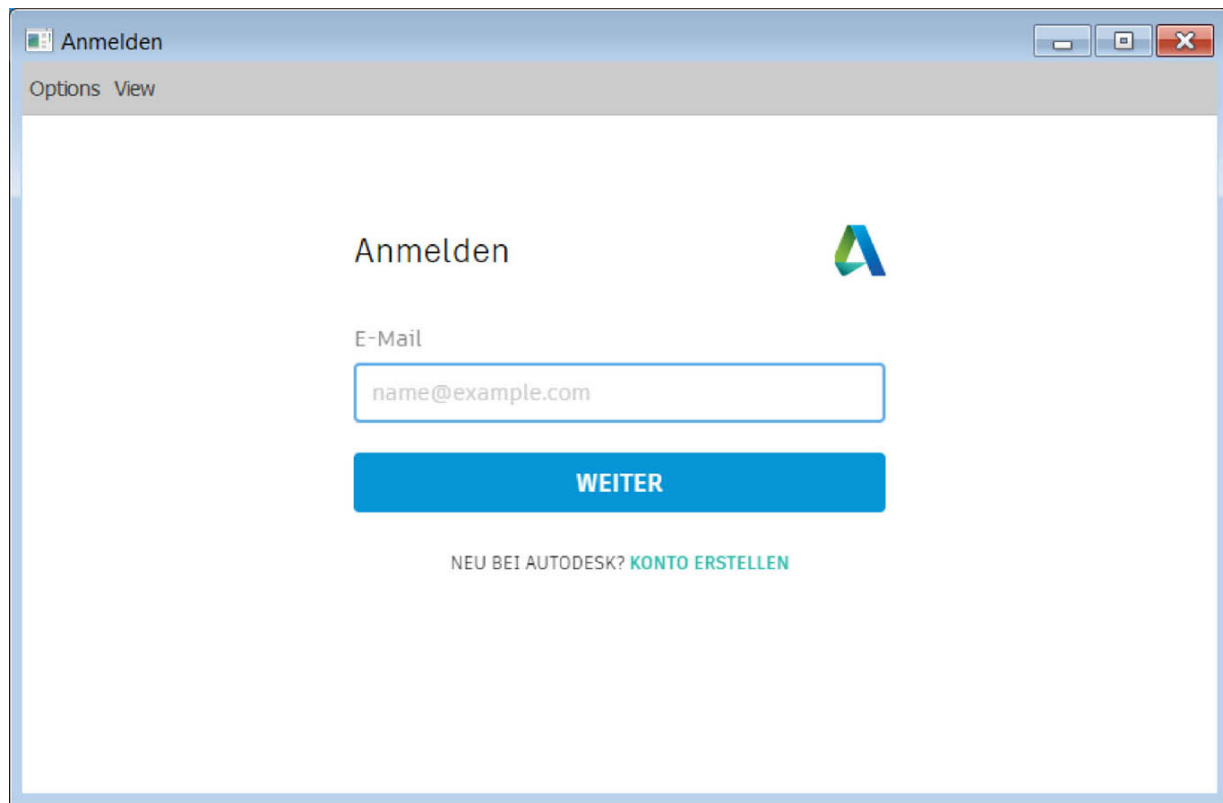 Anmelden
Options View
Anmelden
E-Mail
name@example.com
WEITER
NEU BEI AUTODESK? KONTO ERSTELLEN